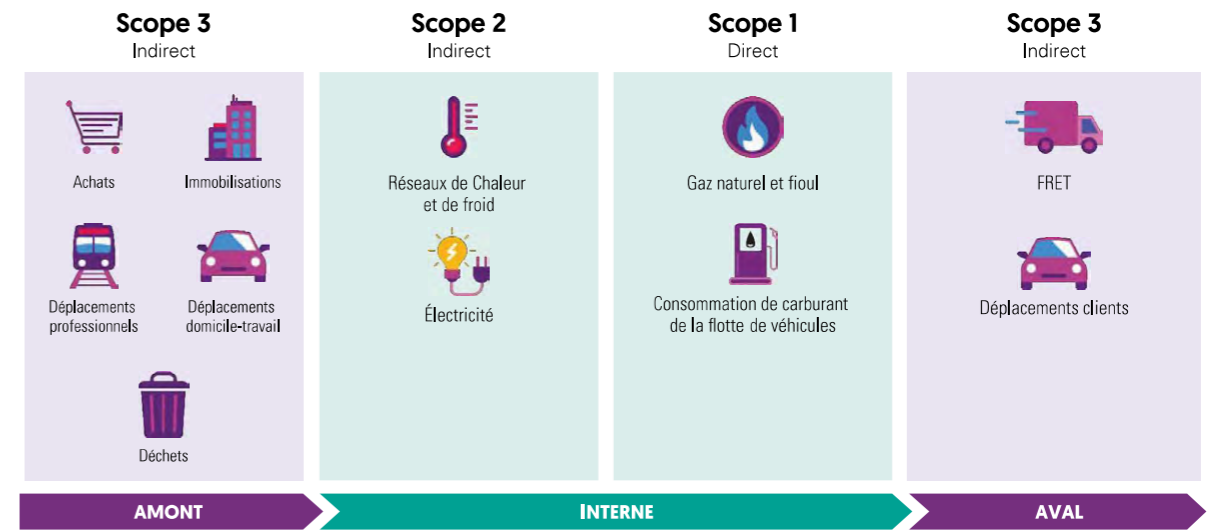 Scope 3
Indirect
Achats
Immobilisations
Déplacements
professionnels
Déplacements
domicile-travail
Déchets
Scope 2
Indirect
Réseaux de Chaleur
et de froid
Électricité
Scope 1
Direct
Gaz naturel et fioul
Consommation de carburant
de la flotte de véhicules
Scope 3
Indirect
FRET
Déplacements clients
AMONT
INTERNE
AVAL